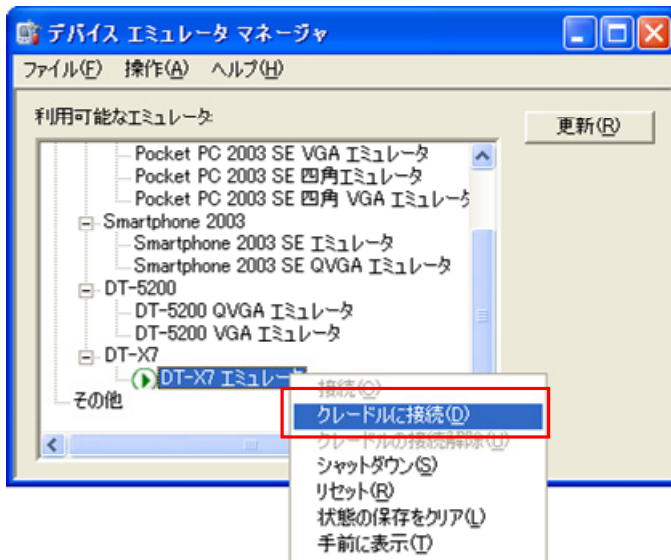 デバイス エミュレータ マネージャ
ファイル(F) 操作(A) ヘルプ(H)
利用可能なエミュレータ:
更新(R)
Pocket PC 2003 SE VGA エミュレータ
Pocket PC 2003 SE 四角エミュレータ
Pocket PC 2003 SE 四角 VGA エミュレータ
Smartphone 2003
Smartphone 2003 SE エミュレータ
Smartphone 2003 SE QVGA エミュレータ
DT-5200
DT-5200 QVGA エミュレータ
DT-5200 VGA エミュレータ
DT-X7
DT-X7 エミュレータ
その他
接続(O)
クレードルに接続(D)
クレードルの接続解除(U)
シャットダウン(S)
リセット(R)
状態の保存をクリア(L)
手前に表示(T)